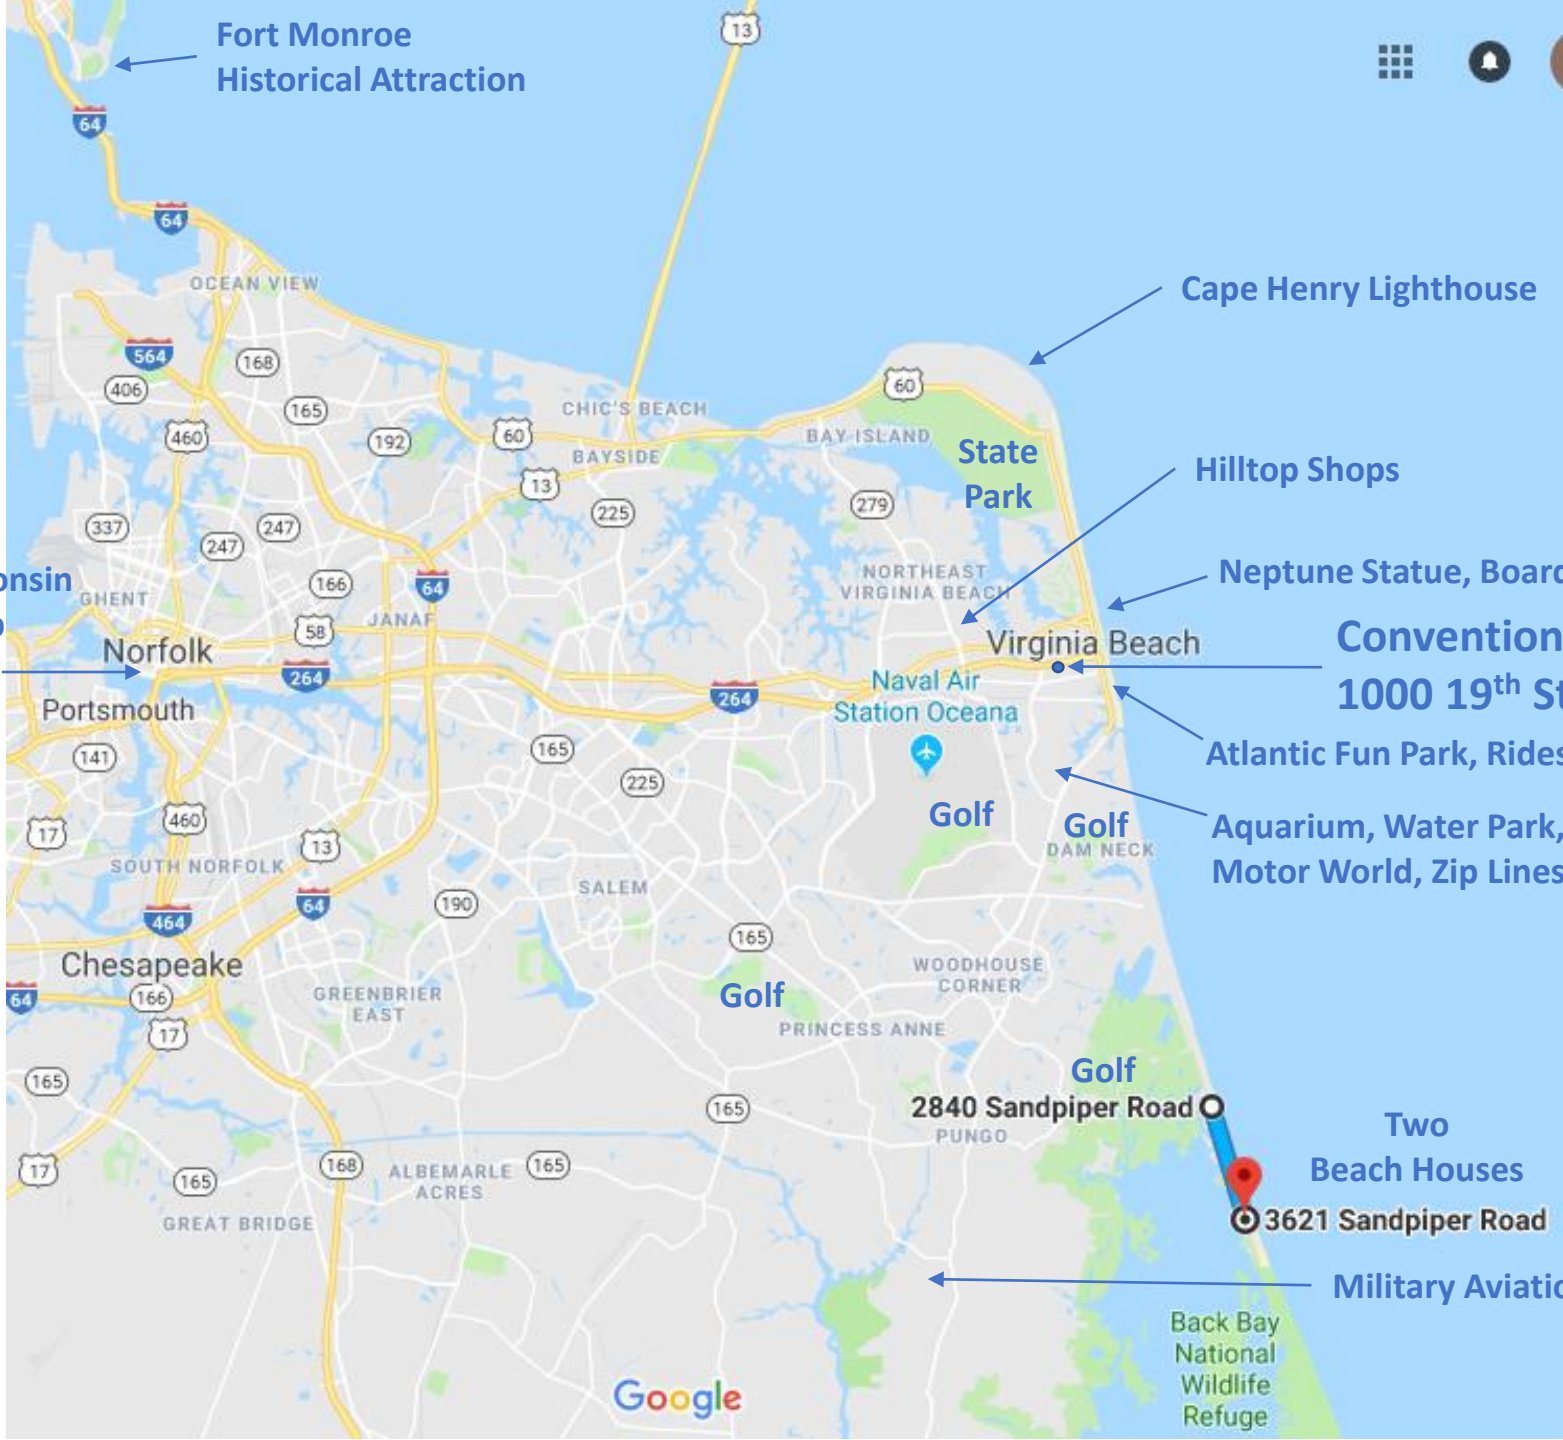 Fort Monroe
Historical Attraction
13
64
64
OCEAN VIEW
Cape Henry Lighthouse
564
168
406
165
60
CHIC'S BEACH
460
192
60
BAY ISLAND
BAYSIDE
State
Park
Hilltop Shops
13
279
225
337
247
247
NORTHEAST
VIRGINIA BEACH
Neptune Statue, Board
onsin
166
64
GHENT
JANAF
58
Norfolk
Virginia Beach
Convention
264
264
Naval Air
Station Oceana
1000 19th St
Portsmouth
141
165
Atlantic Fun Park, Rides
225
Golf
Golf
Aquarium, Water Park,
Motor World, Zip Lines
17
460
13
DAM NECK
SOUTH NORFOLK
SALEM
64
190
464
165
Chesapeake
WOODHOUSE
CORNER
64
166
GREENBRIER
EAST
Golf
17
PRINCESS ANNE
165
Golf
2840 Sandpiper Road
165
PUNGO
Two
Beach Houses
17
165
168
ALBEMARLE
ACRES
165
GREAT BRIDGE
3621 Sandpiper Road
Military Aviatio
Back Bay
National
Wildlife
Refuge
Google